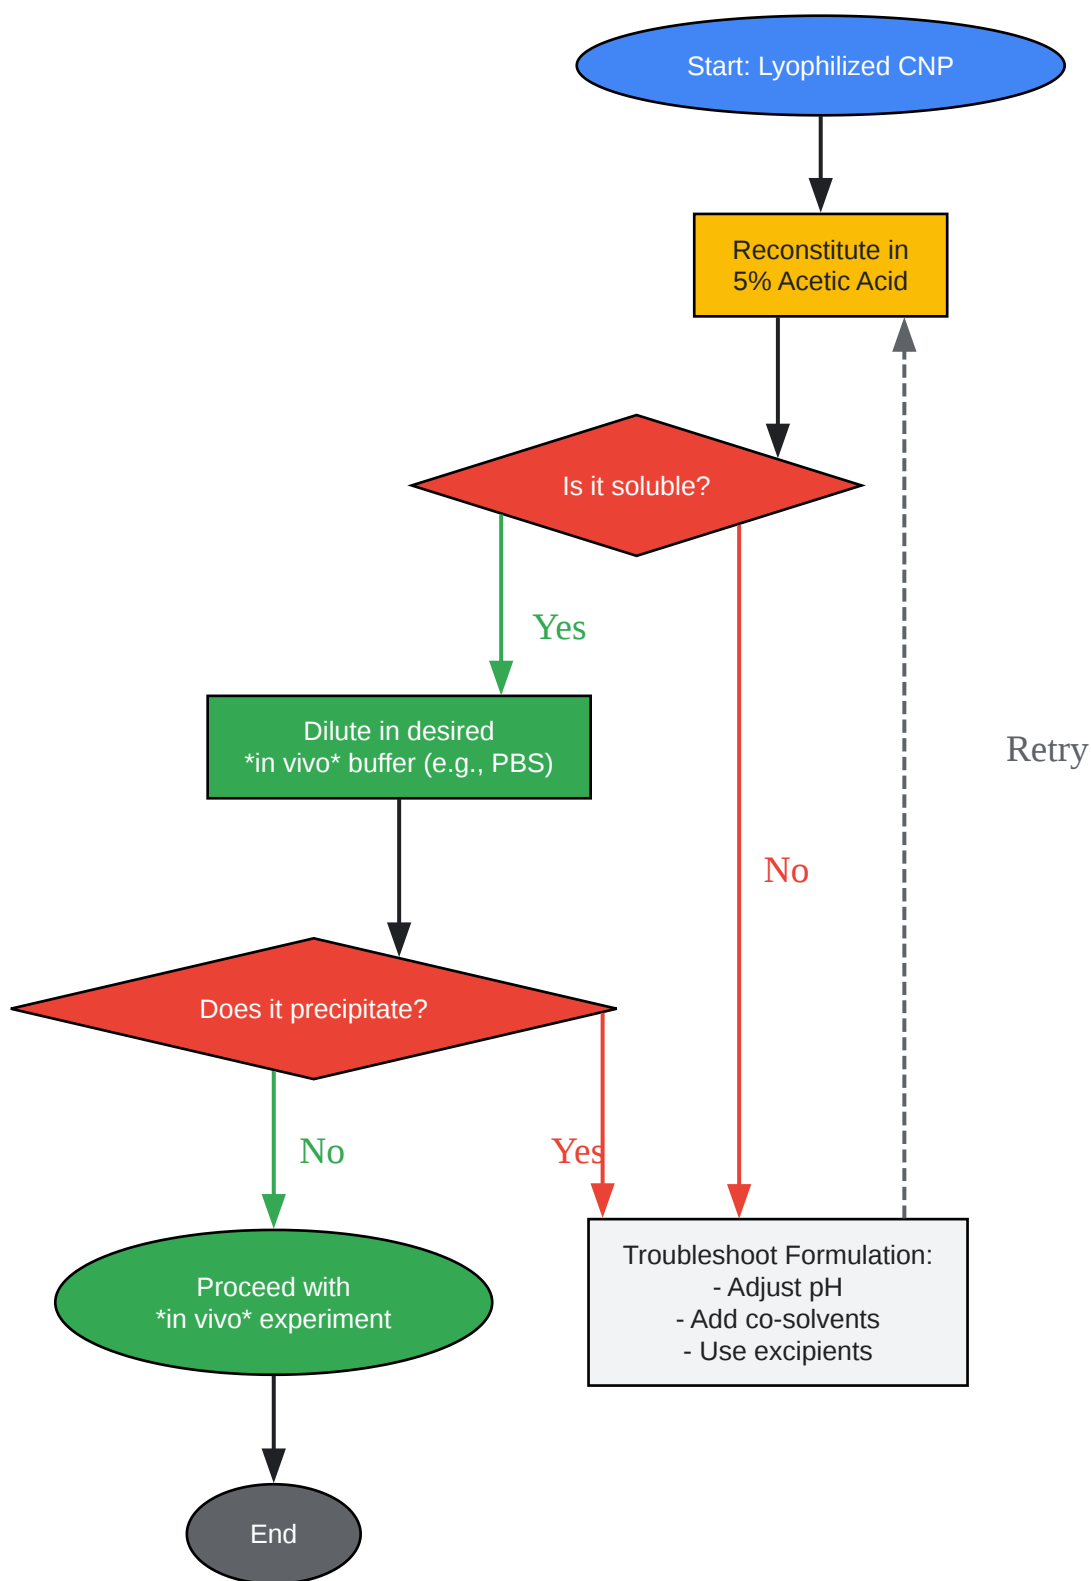 Start: Lyophilized CNP
Reconstitute in
5% Acetic Acid
Is it soluble?
Yes
Dilute in desired
*in vivo* buffer (e.g., PBS)
Retry
No
Does it precipitate?
No
Yes
Proceed with
*in vivo* experiment
Troubleshoot Formulation:
- Adjust pH
- Add co-solvents
- Use excipients
End